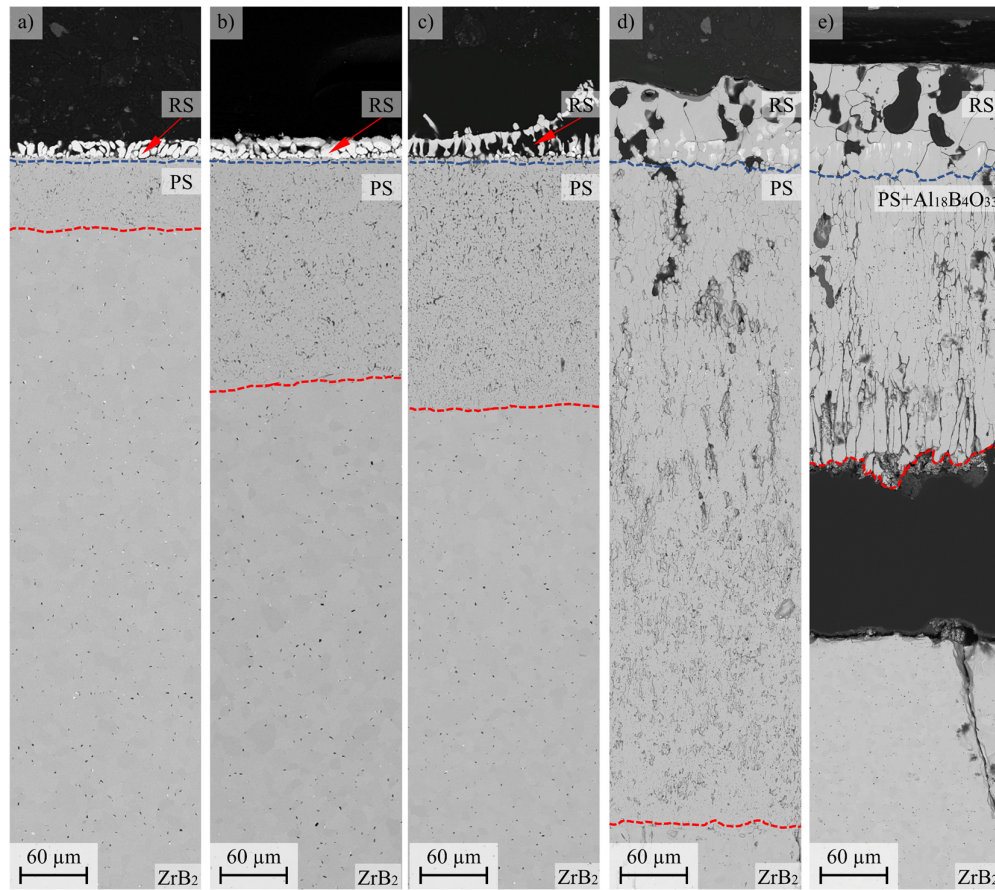 a)
RS
PS
60 µm
ZrB₂
b)
RS
PS
60 µm
ZrB₂
c)
RS
PS
60 µm
ZrB₂
d)
RS
PS
60 µm
ZrB₂
e)
RS
PS+Al₁₈B₄O₃₃
60 µm
ZrB₂